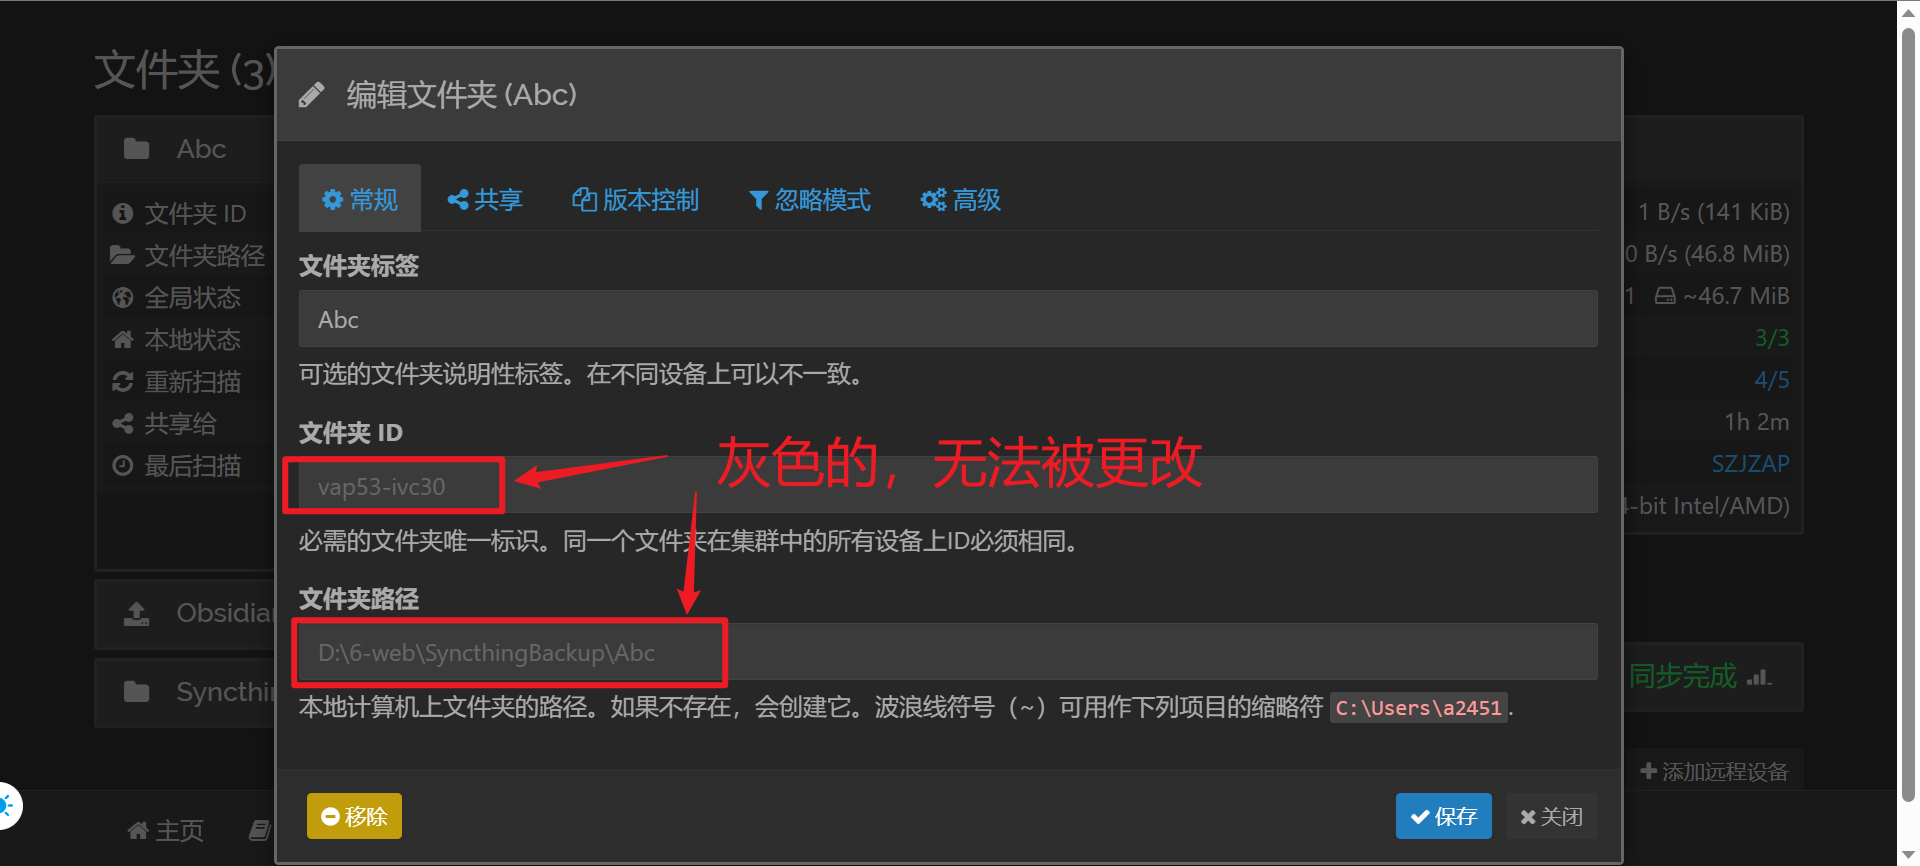 文件夹 (3)
编辑文件夹 (Abc)
Abc
常规
共享
版本控制
忽略模式
高级
文件夹 ID
文件夹路径
全局状态
本地状态
重新扫描
共享给
最后扫描
Obsidian
Syncthin
文件夹标签
Abc
可选的文件夹说明性标签。在不同设备上可以不一致。
文件夹 ID
灰色的，无法被更改
vap53-ivc30
必需的文件夹唯一标识。同一个文件夹在集群中的所有设备上ID必须相同。
文件夹路径
D:\6-web\SyncthingBackup\Abc
本地计算机上文件夹的路径。如果不存在，会创建它。波浪线符号（~）可用作下列项目的缩略符 C:\Users\a2451.
移除
保存
关闭
1 B/s (141 KiB)
0 B/s (46.8 MiB)
1 ~46.7 MiB
3/3
4/5
1h 2m
SZJZAP
4-bit Intel/AMD)
同步完成
添加远程设备
主页